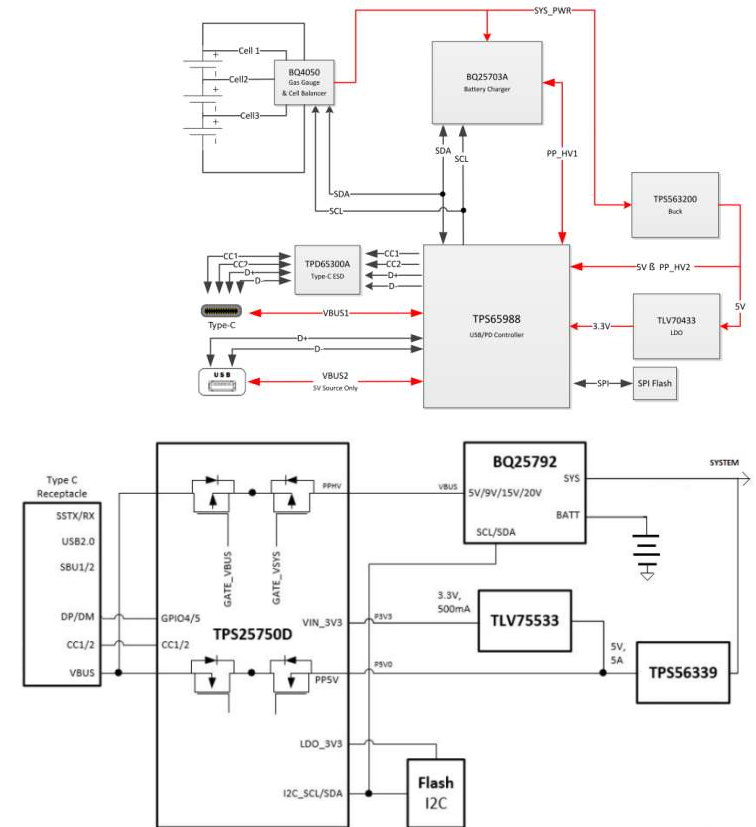 SYS_PWR
Cell 1
BQ4050
Gas Gauge
& Cell Balancer
BQ25703A
Battery Charger
Cell2
Cell3
SDA
SCL
PP_HV1
SDA
SCL
TPS563200
Buck
CC1
CC2
D+
D-
TPD65300A
Type-C ESD
CC1
CC2
D+
D-
5V ß PP_HV2
5V
Type-C
VBUS1
TPS65988
USB/PD Controller
3.3V
TLV70433
LDO
D+
D-
USB
VBUS2
5V Source Only
SPI
SPI Flash
Type C
Receptacle
SSTX/RX
USB2.0
SBU1/2
DP/DM
CC1/2
VBUS
GPIO4/5
CC1/2
GATE_VBUS
GATE_VSYS
TPS25750D
PPHV
VIN_3V3
PP5V
LDO_3V3
I2C_SCL/SDA
VBUS
BQ25792
5V/9V/15V/20V
SYS
BATT
SCL/SDA
SYSTEM
P3V3
3.3V,
500mA
TLV75533
P5V0
5V,
5A
TPS56339
Flash
I2C